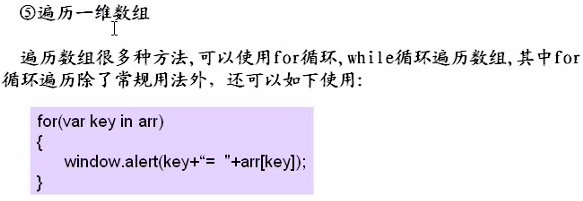 ⑤遍历一维数组
遍历数组很多种方法,可以使用for循环,while循环遍历数组,其中for
循环遍历除了常规用法外，还可以如下使用:
for(var key in arr)
{
window.alert(key+“= "+arr[key]);
}